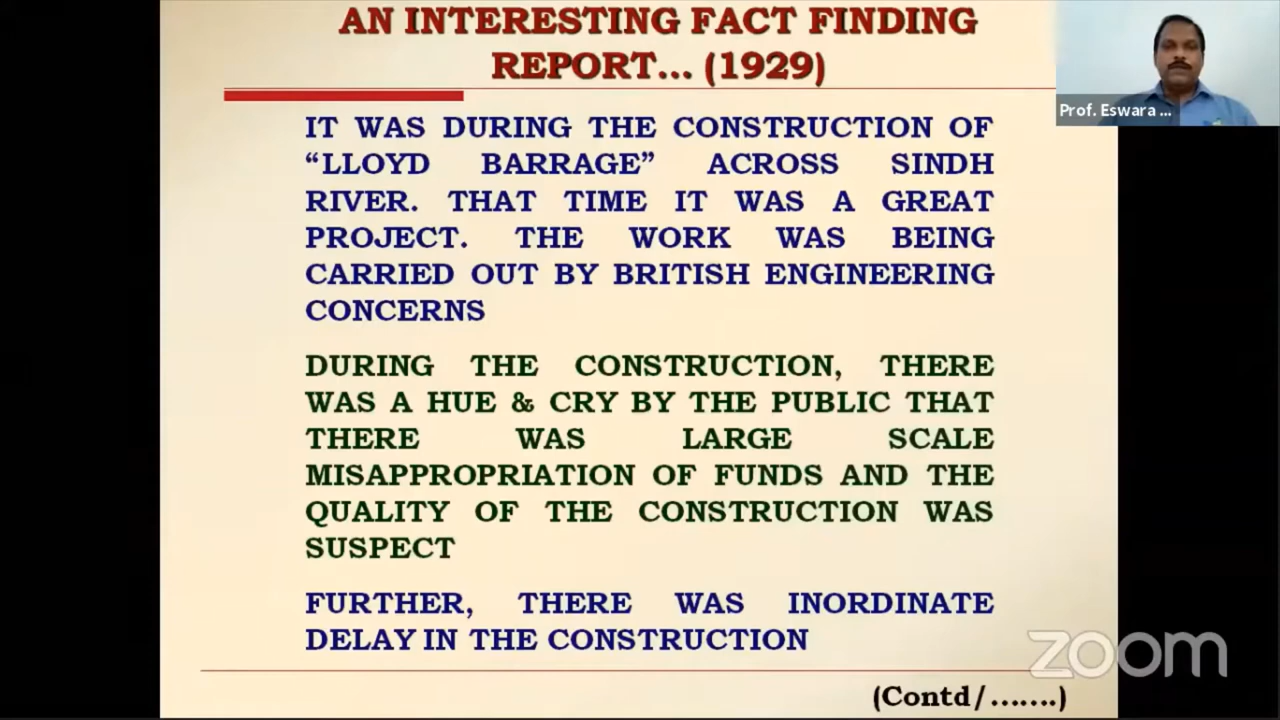 AN INTERESTING FACT FINDING
REPORT... (1929)
Prof. Eswara ...
IT WAS DURING THE CONSTRUCTION OF
“LLOYD BARRAGE” ACROSS SINDH
RIVER. THAT TIME IT WAS A GREAT
PROJECT. THE WORK WAS BEING
CARRIED OUT BY BRITISH ENGINEERING
CONCERNS
DURING THE CONSTRUCTION, THERE
WAS A HUE & CRY BY THE PUBLIC THAT
THERE WAS LARGE SCALE
MISAPPROPRIATION OF FUNDS AND THE
QUALITY OF THE CONSTRUCTION WAS
SUSPECT
FURTHER, THERE WAS INORDINATE
DELAY IN THE CONSTRUCTION
zoom
(Contd/.......)